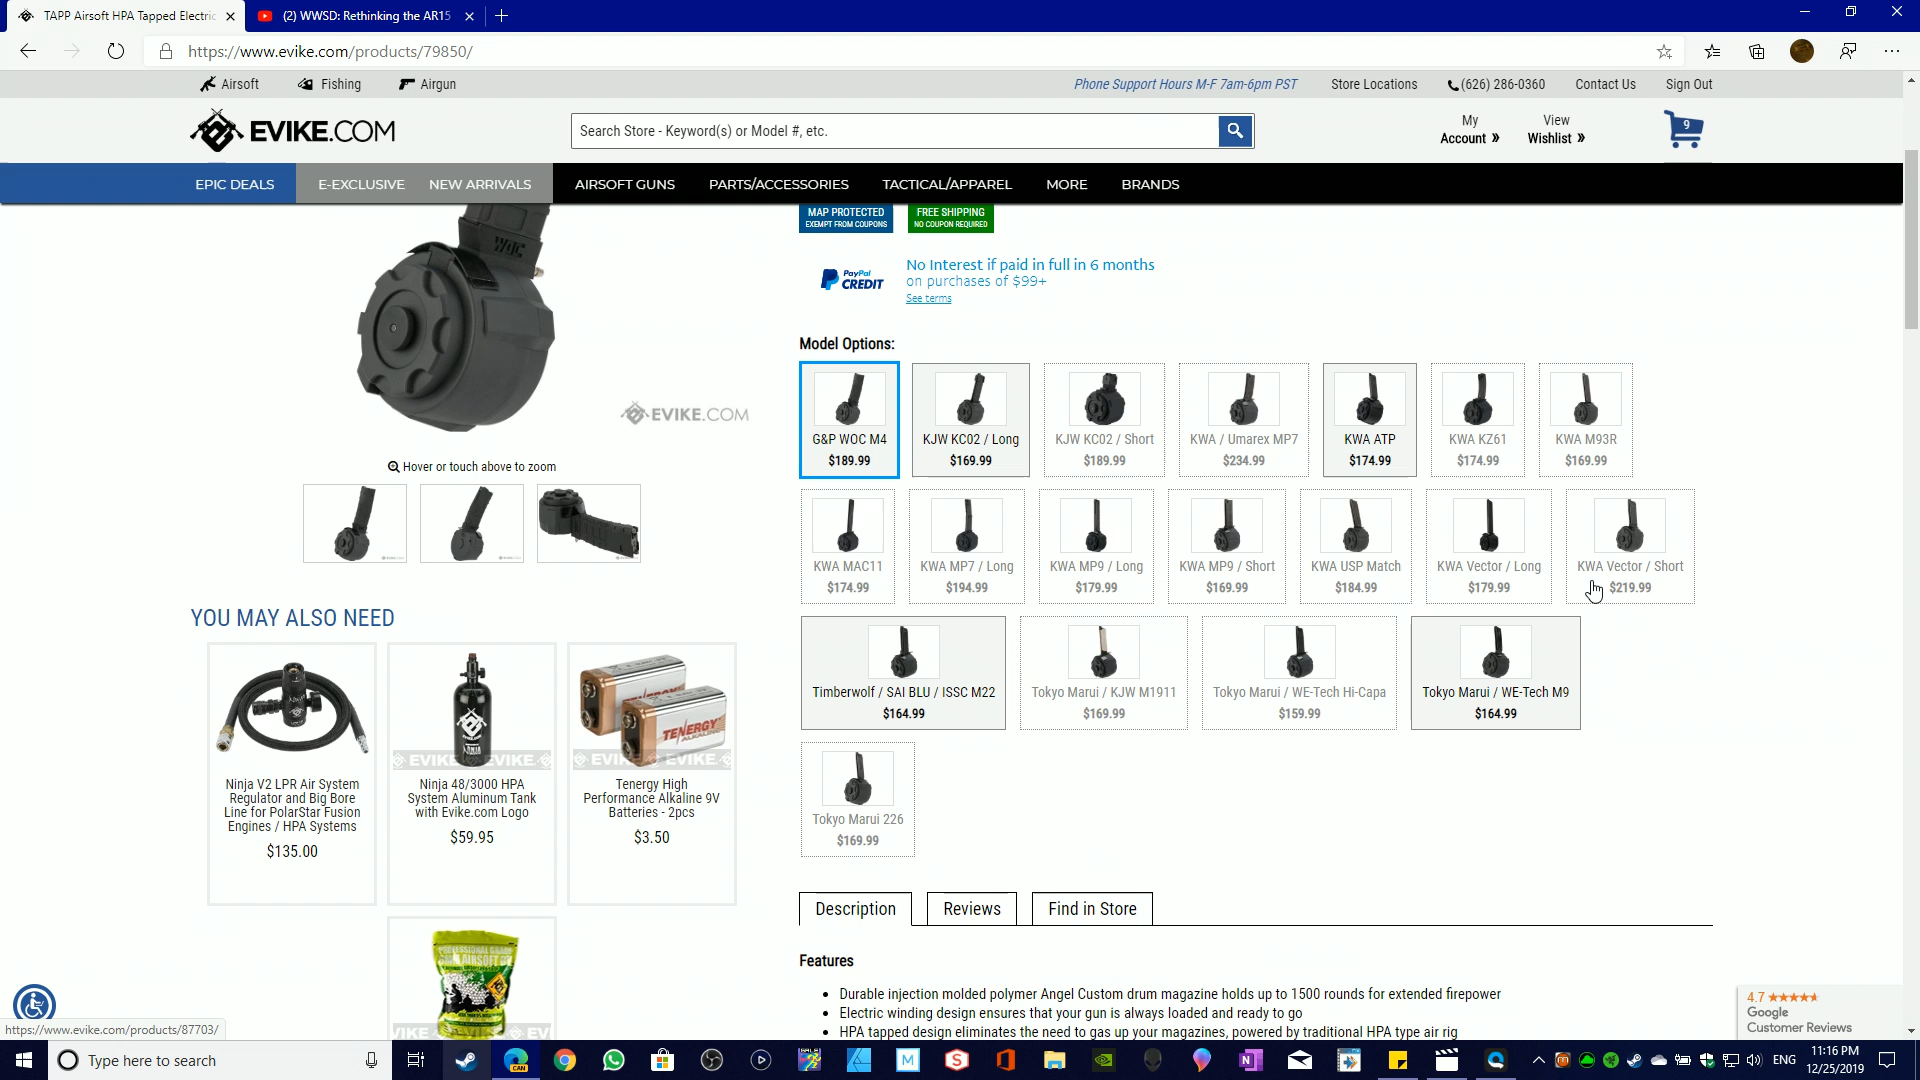 TAPP Airsoft HPA Tapped Electric
(2) WWSD: Rethinking the AR15
https://www.evike.com/products/79850/
Airsoft
Fishing
Airgun
Phone Support Hours M-F 7am-6pm PST
Store Locations
(626) 286-0360
Contact Us
Sign Out
EVIKE.COM
Search Store - Keyword(s) or Model #, etc.
My
Account »
View
Wishlist »
9
EPIC DEALS
E-EXCLUSIVE
NEW ARRIVALS
AIRSOFT GUNS
PARTS/ACCESSORIES
TACTICAL/APPAREL
MORE
BRANDS
WOC
EVIKE.COM
Hover or touch above to zoom
MAP PROTECTED
EXEMPT FROM COUPONS
FREE SHIPPING
NO COUPON REQUIRED
PayPal
CREDIT
No Interest if paid in full in 6 months
on purchases of $99+
See terms
Model Options:
G&P WOC M4
$189.99
KJW KC02 / Long
$169.99
KJW KC02 / Short
$189.99
KWA / Umarex MP7
$234.99
KWA ATP
$174.99
KWA KZ61
$174.99
KWA M93R
$169.99
KWA MAC11
$174.99
KWA MP7 / Long
$194.99
KWA MP9 / Long
$179.99
KWA MP9 / Short
$169.99
KWA USP Match
$184.99
KWA Vector / Long
$179.99
KWA Vector / Short
$219.99
Timberwolf / SAI BLU / ISSC M22
$164.99
Tokyo Marui / KJW M1911
$169.99
Tokyo Marui / WE-Tech Hi-Capa
$159.99
Tokyo Marui / WE-Tech M9
$164.99
Tokyo Marui 226
$169.99
YOU MAY ALSO NEED
Ninja V2 LPR Air System
Regulator and Big Bore
Line for PolarStar Fusion
Engines / HPA Systems
$135.00
EVIKE
EVIKE
Ninja 48/3000 HPA
System Aluminum Tank
with Evike.com Logo
$59.95
TENERGY
TENERGY
ALKALINE
EVIKE
EVIKE
Tenergy High
Performance Alkaline 9V
Batteries - 2pcs
$3.50
Description
Reviews
Find in Store
Features
• Durable injection molded polymer Angel Custom drum magazine holds up to 1500 rounds for extended firepower
• Electric winding design ensures that your gun is always loaded and ready to go
• HPA tapped design eliminates the need to gas up your magazines, powered by traditional HPA type air rig
4.7
Google
Customer Reviews
https://www.evike.com/products/87703/
Type here to search
CAN
ENG
11:16 PM
12/25/2019